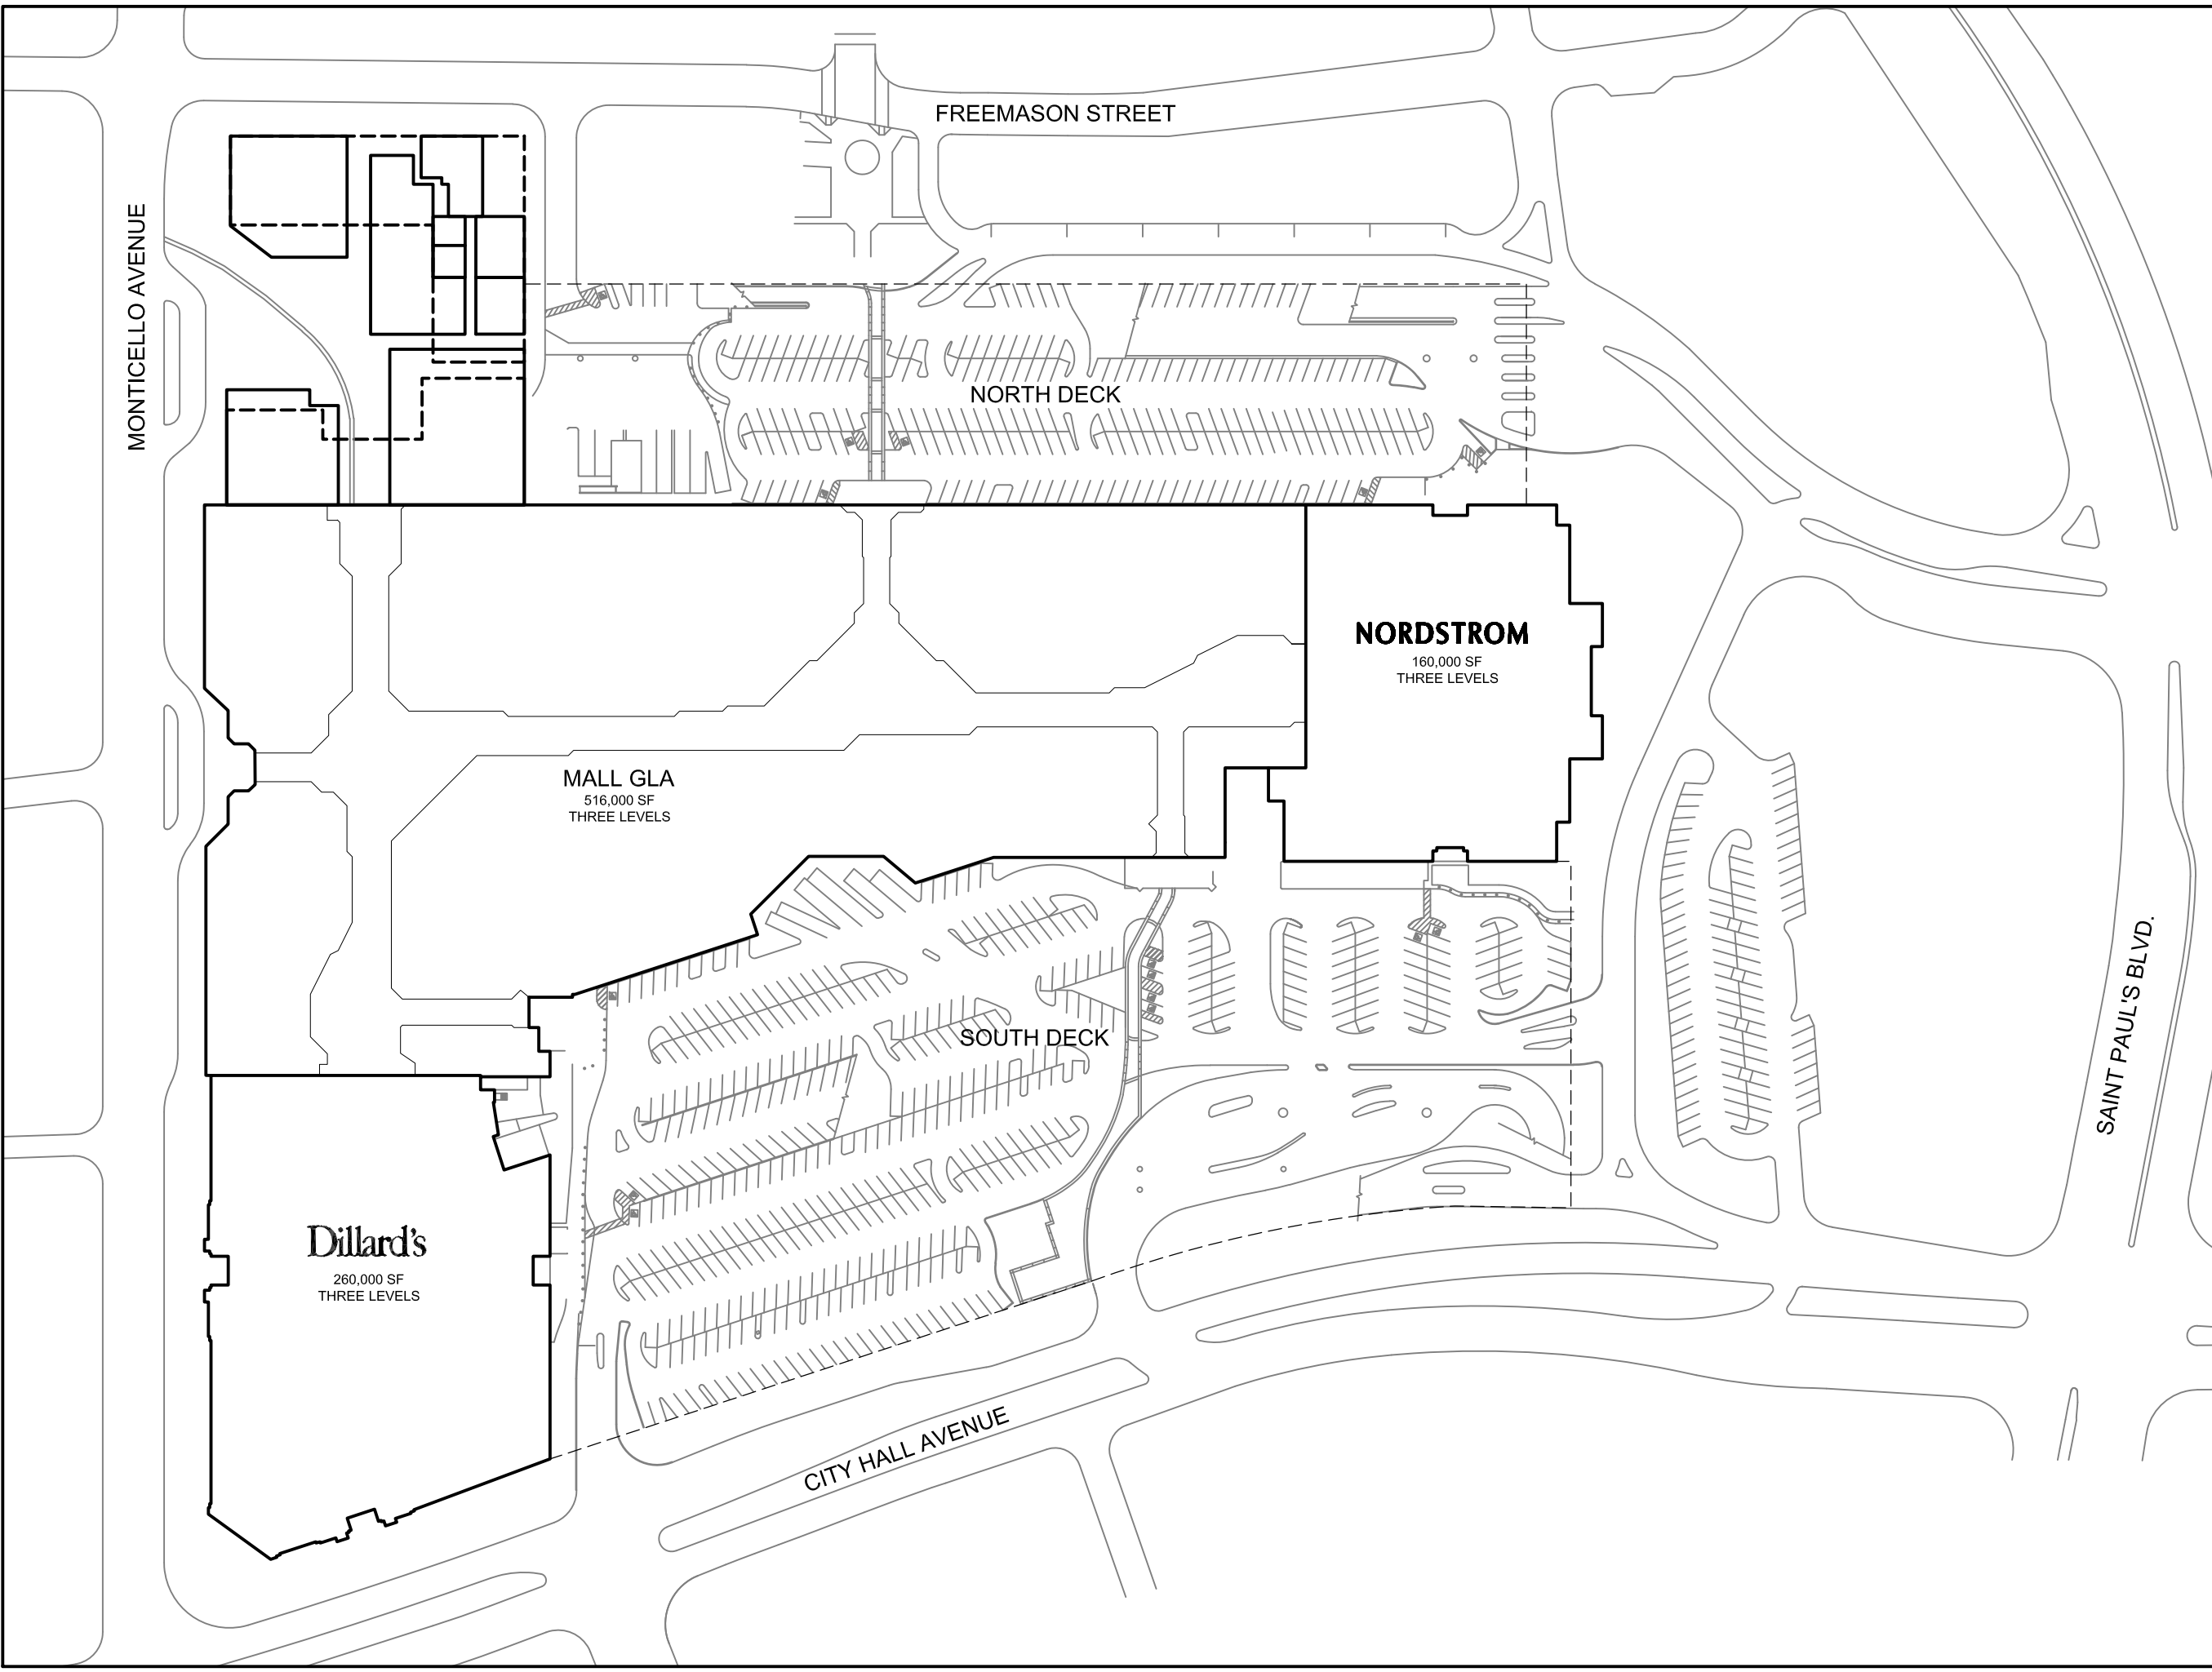 FREEMASON STREET
MONTICELLO AVENUE
NORTH DECK
NORDSTROM
160,000 SF
THREE LEVELS
MALL GLA
516,000 SF
THREE LEVELS
SOUTH DECK
SAINT PAUL'S BLVD.
Dillard's
260,000 SF
THREE LEVELS
CITY HALL AVENUE